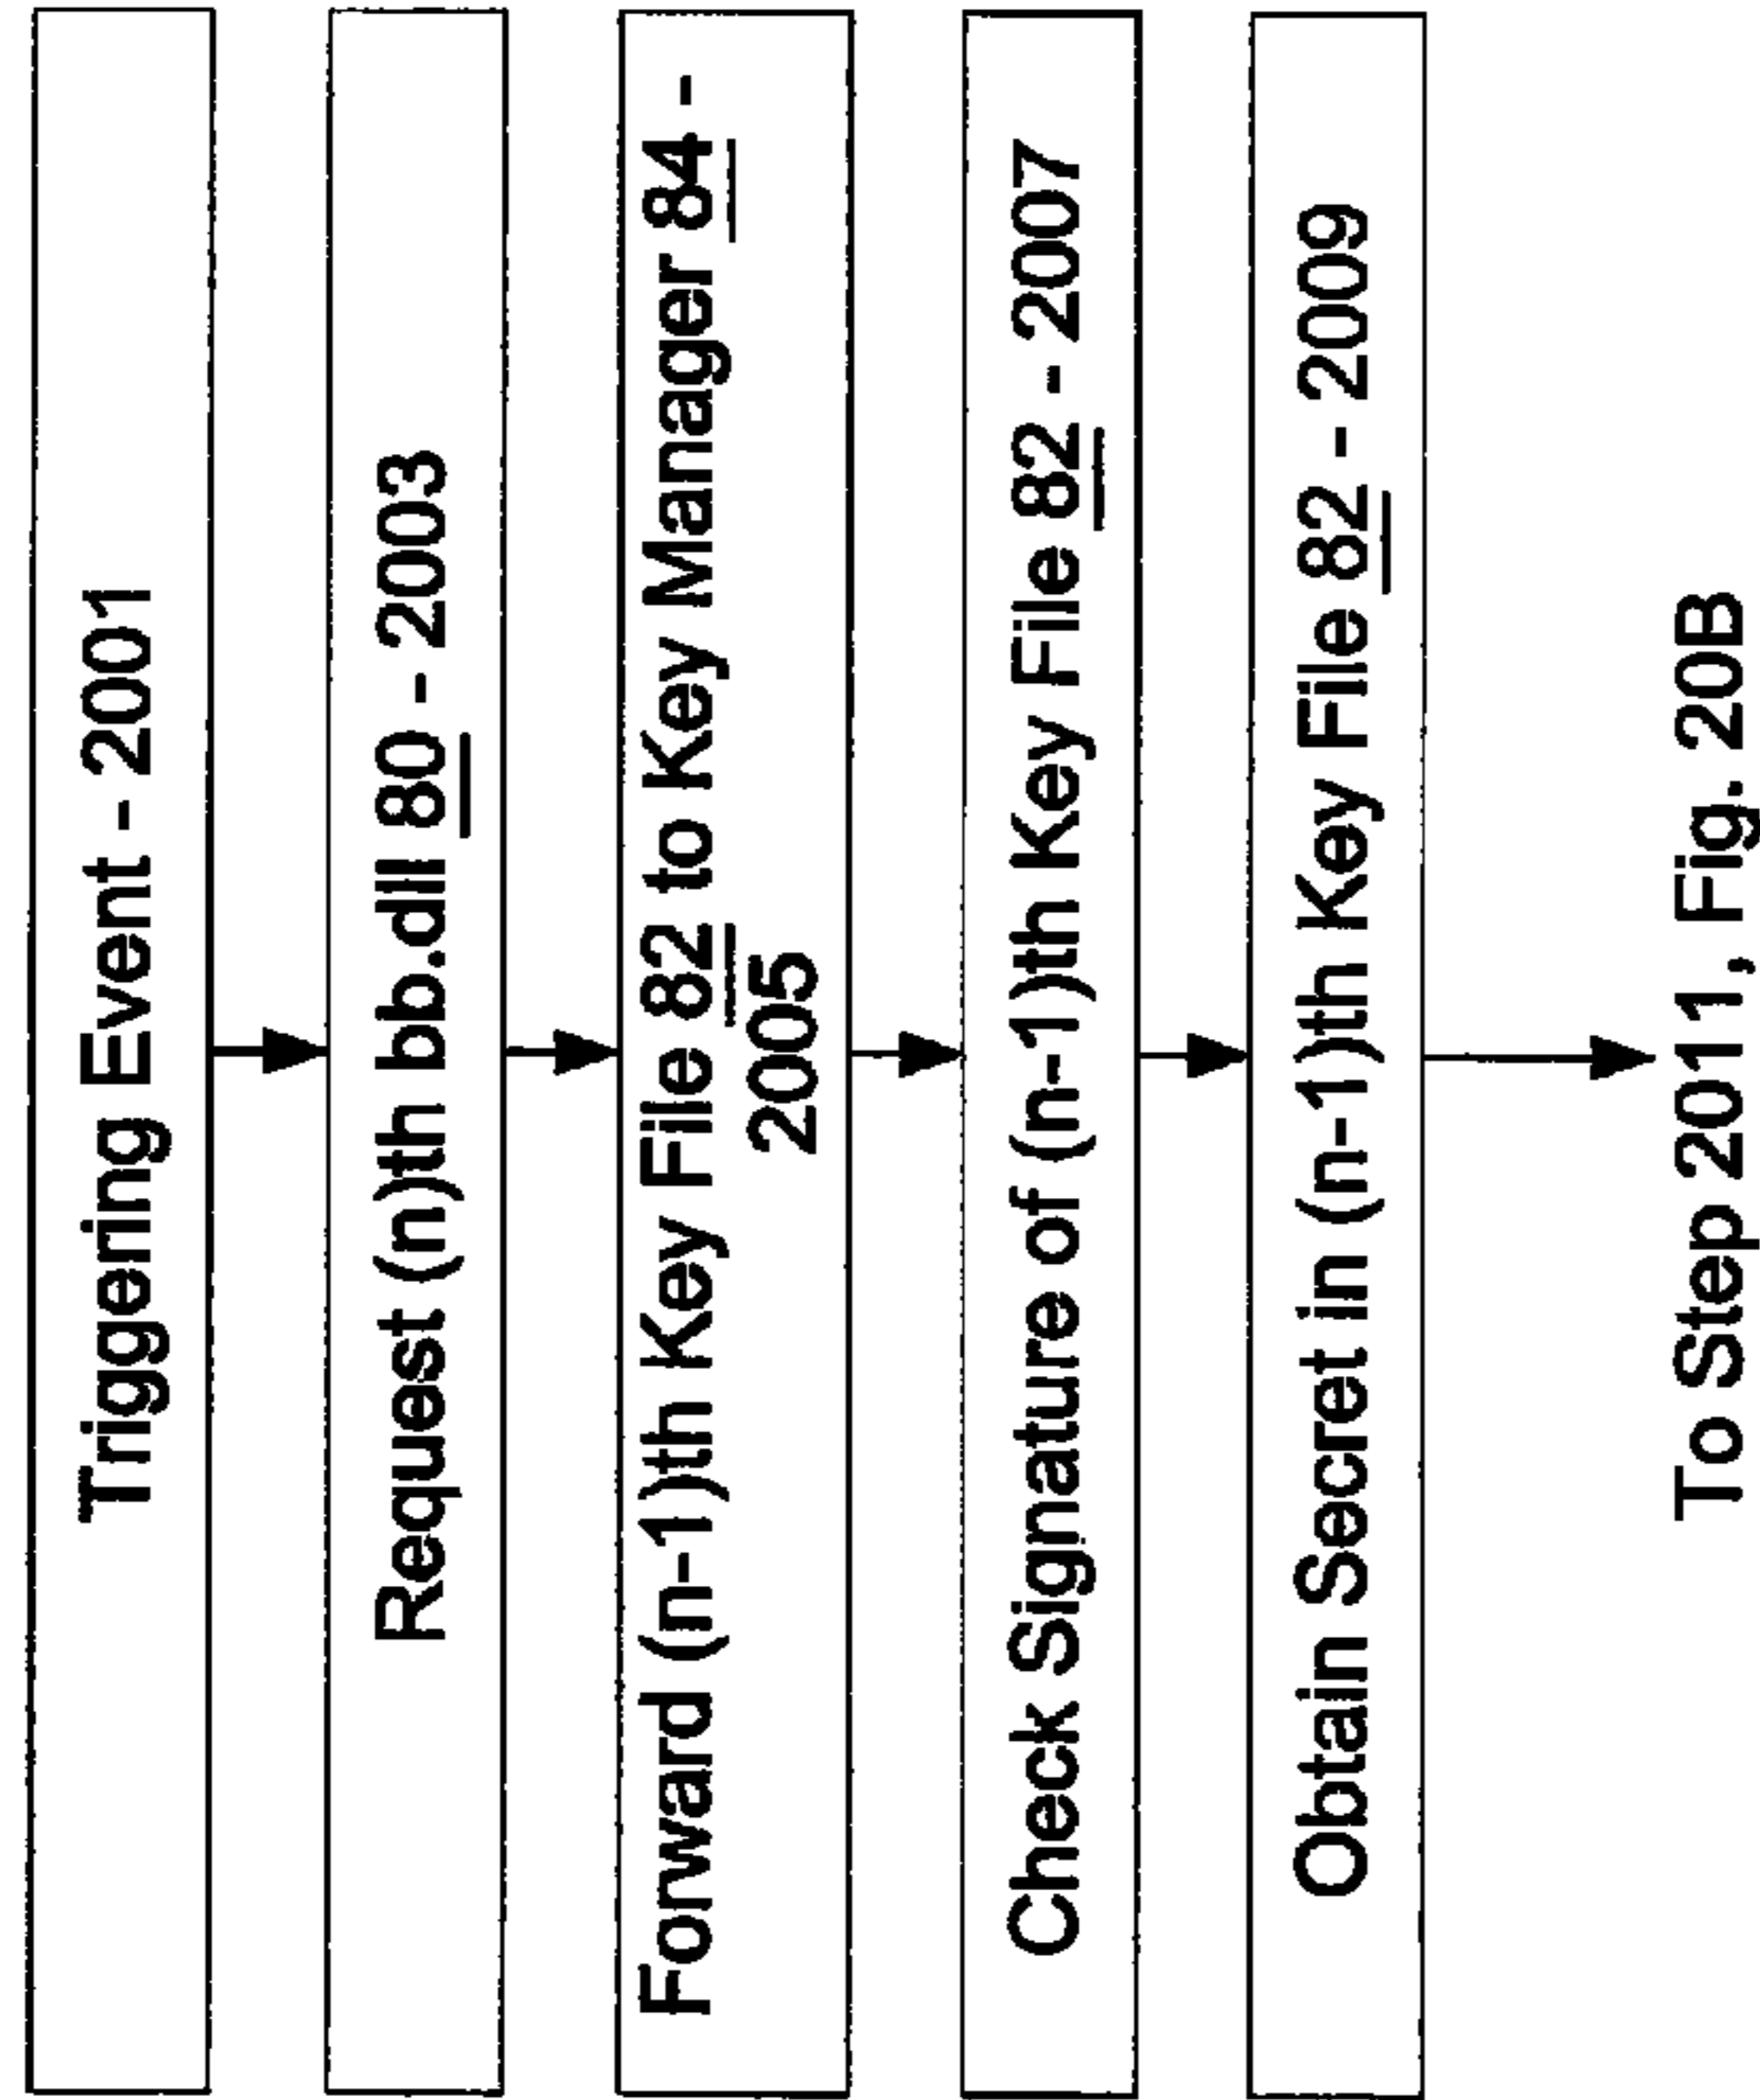 Triggering Event - 2001
Request (n)th bb.dll 80 - 2003
Forward (n-1)th Key File 82 to Key Manager 84 -
2005
Check Signature of (n-1)th Key File 82 - 2007
Obtain Secret in (n-1)th Key File 82 - 2009
To Step 2011, Fig. 20B